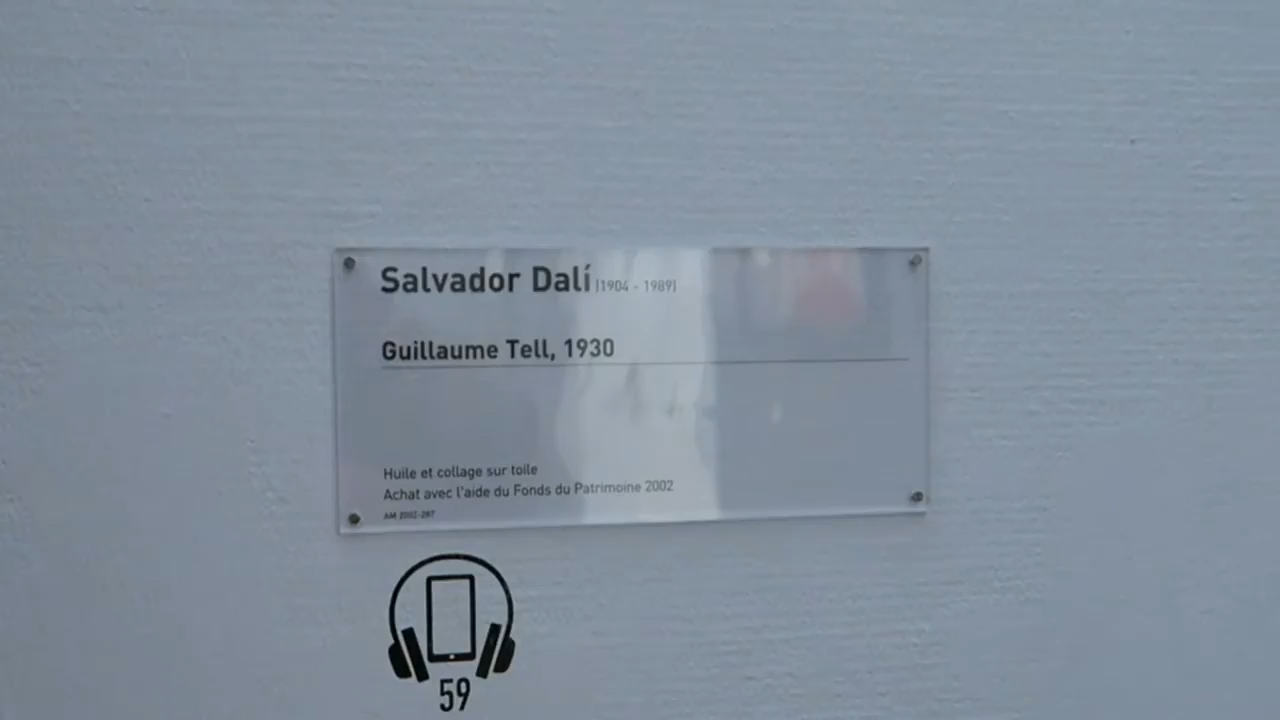 Salvador Dalí (1904 - 1989)
Guillaume Tell, 1930
Huile et collage sur toile
Achat avec l'aide du Fonds du Patrimoine 2002
AM 2002-287
59